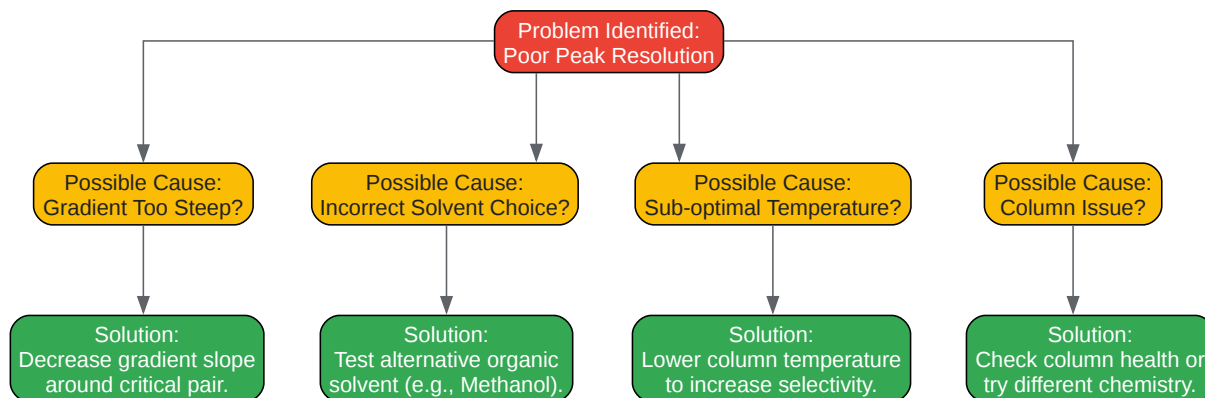 Problem Identified:
Poor Peak Resolution
Possible Cause:
Gradient Too Steep?
Possible Cause:
Incorrect Solvent Choice?
Possible Cause:
Sub-optimal Temperature?
Possible Cause:
Column Issue?
Solution:
Decrease gradient slope
around critical pair.
Solution:
Test alternative organic
solvent (e.g., Methanol).
Solution:
Lower column temperature
to increase selectivity.
Solution:
Check column health or
try different chemistry.